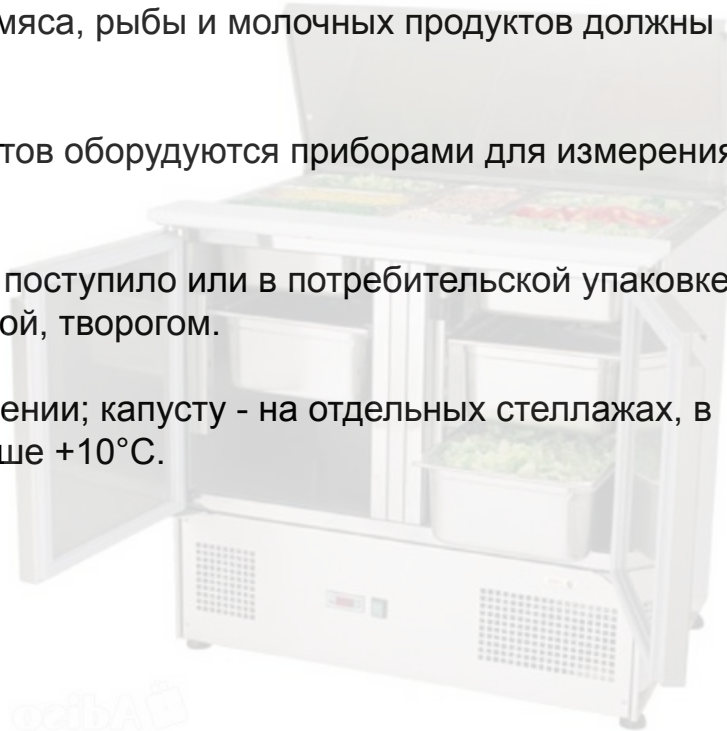 мяса, рыбы и молочных продуктов должны
тов оборудуются приборами для измерения
поступило или в потребительской упаковке
ой, творогом.
ении; капусту - на отдельных стеллажах, в
ше +10°С.